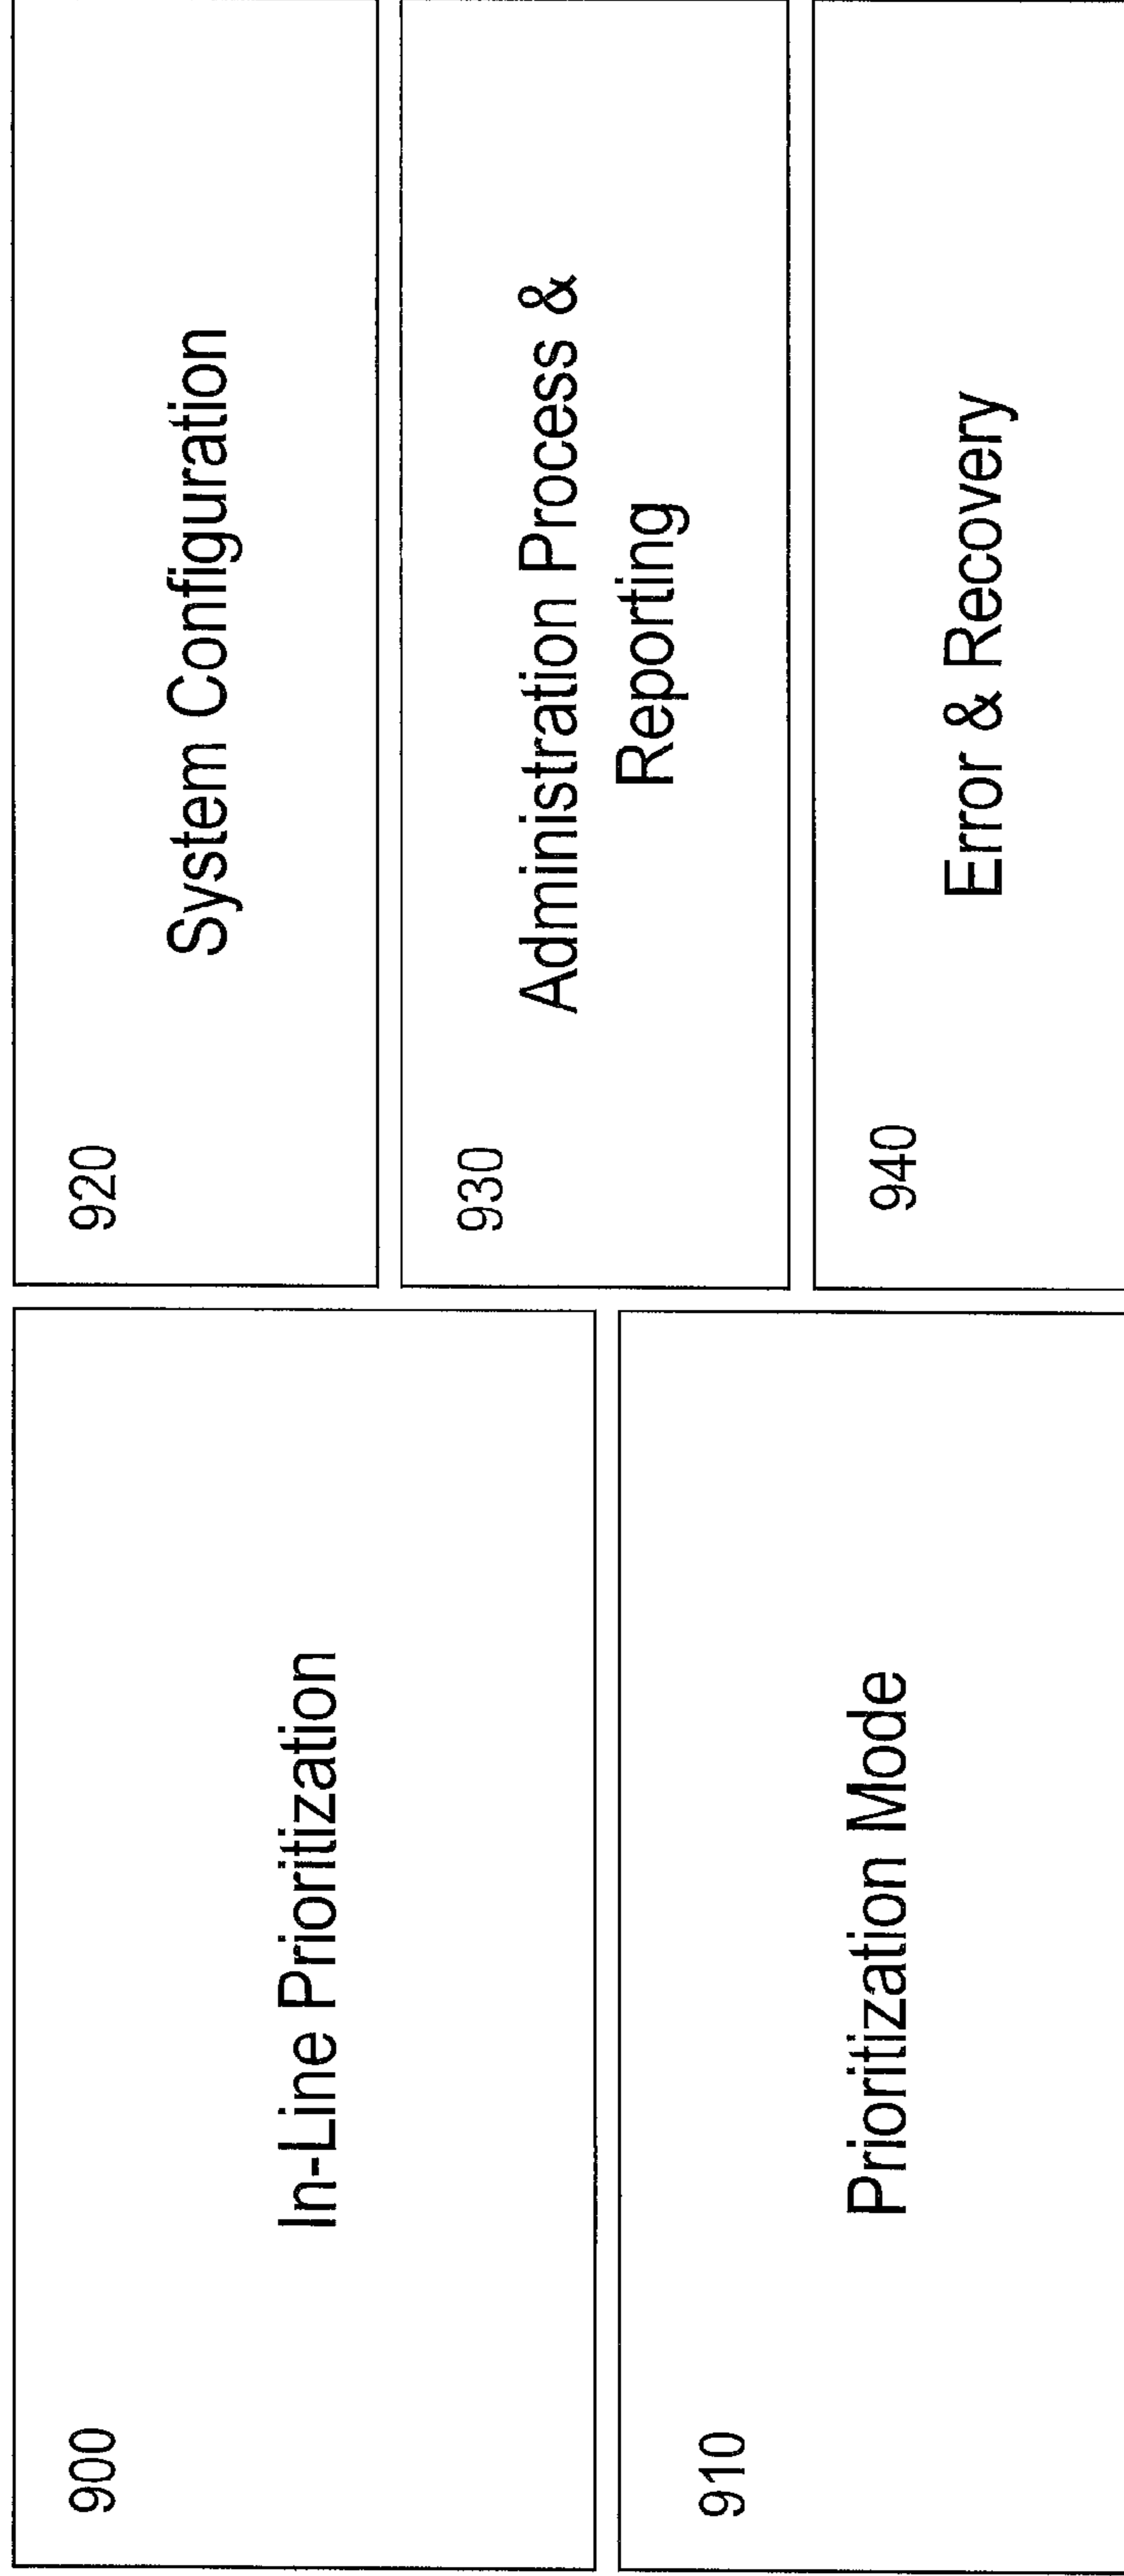 900
In-Line Prioritization
910
Prioritization Mode
920
System Configuration
930
Administration Process &
Reporting
940
Error & Recovery